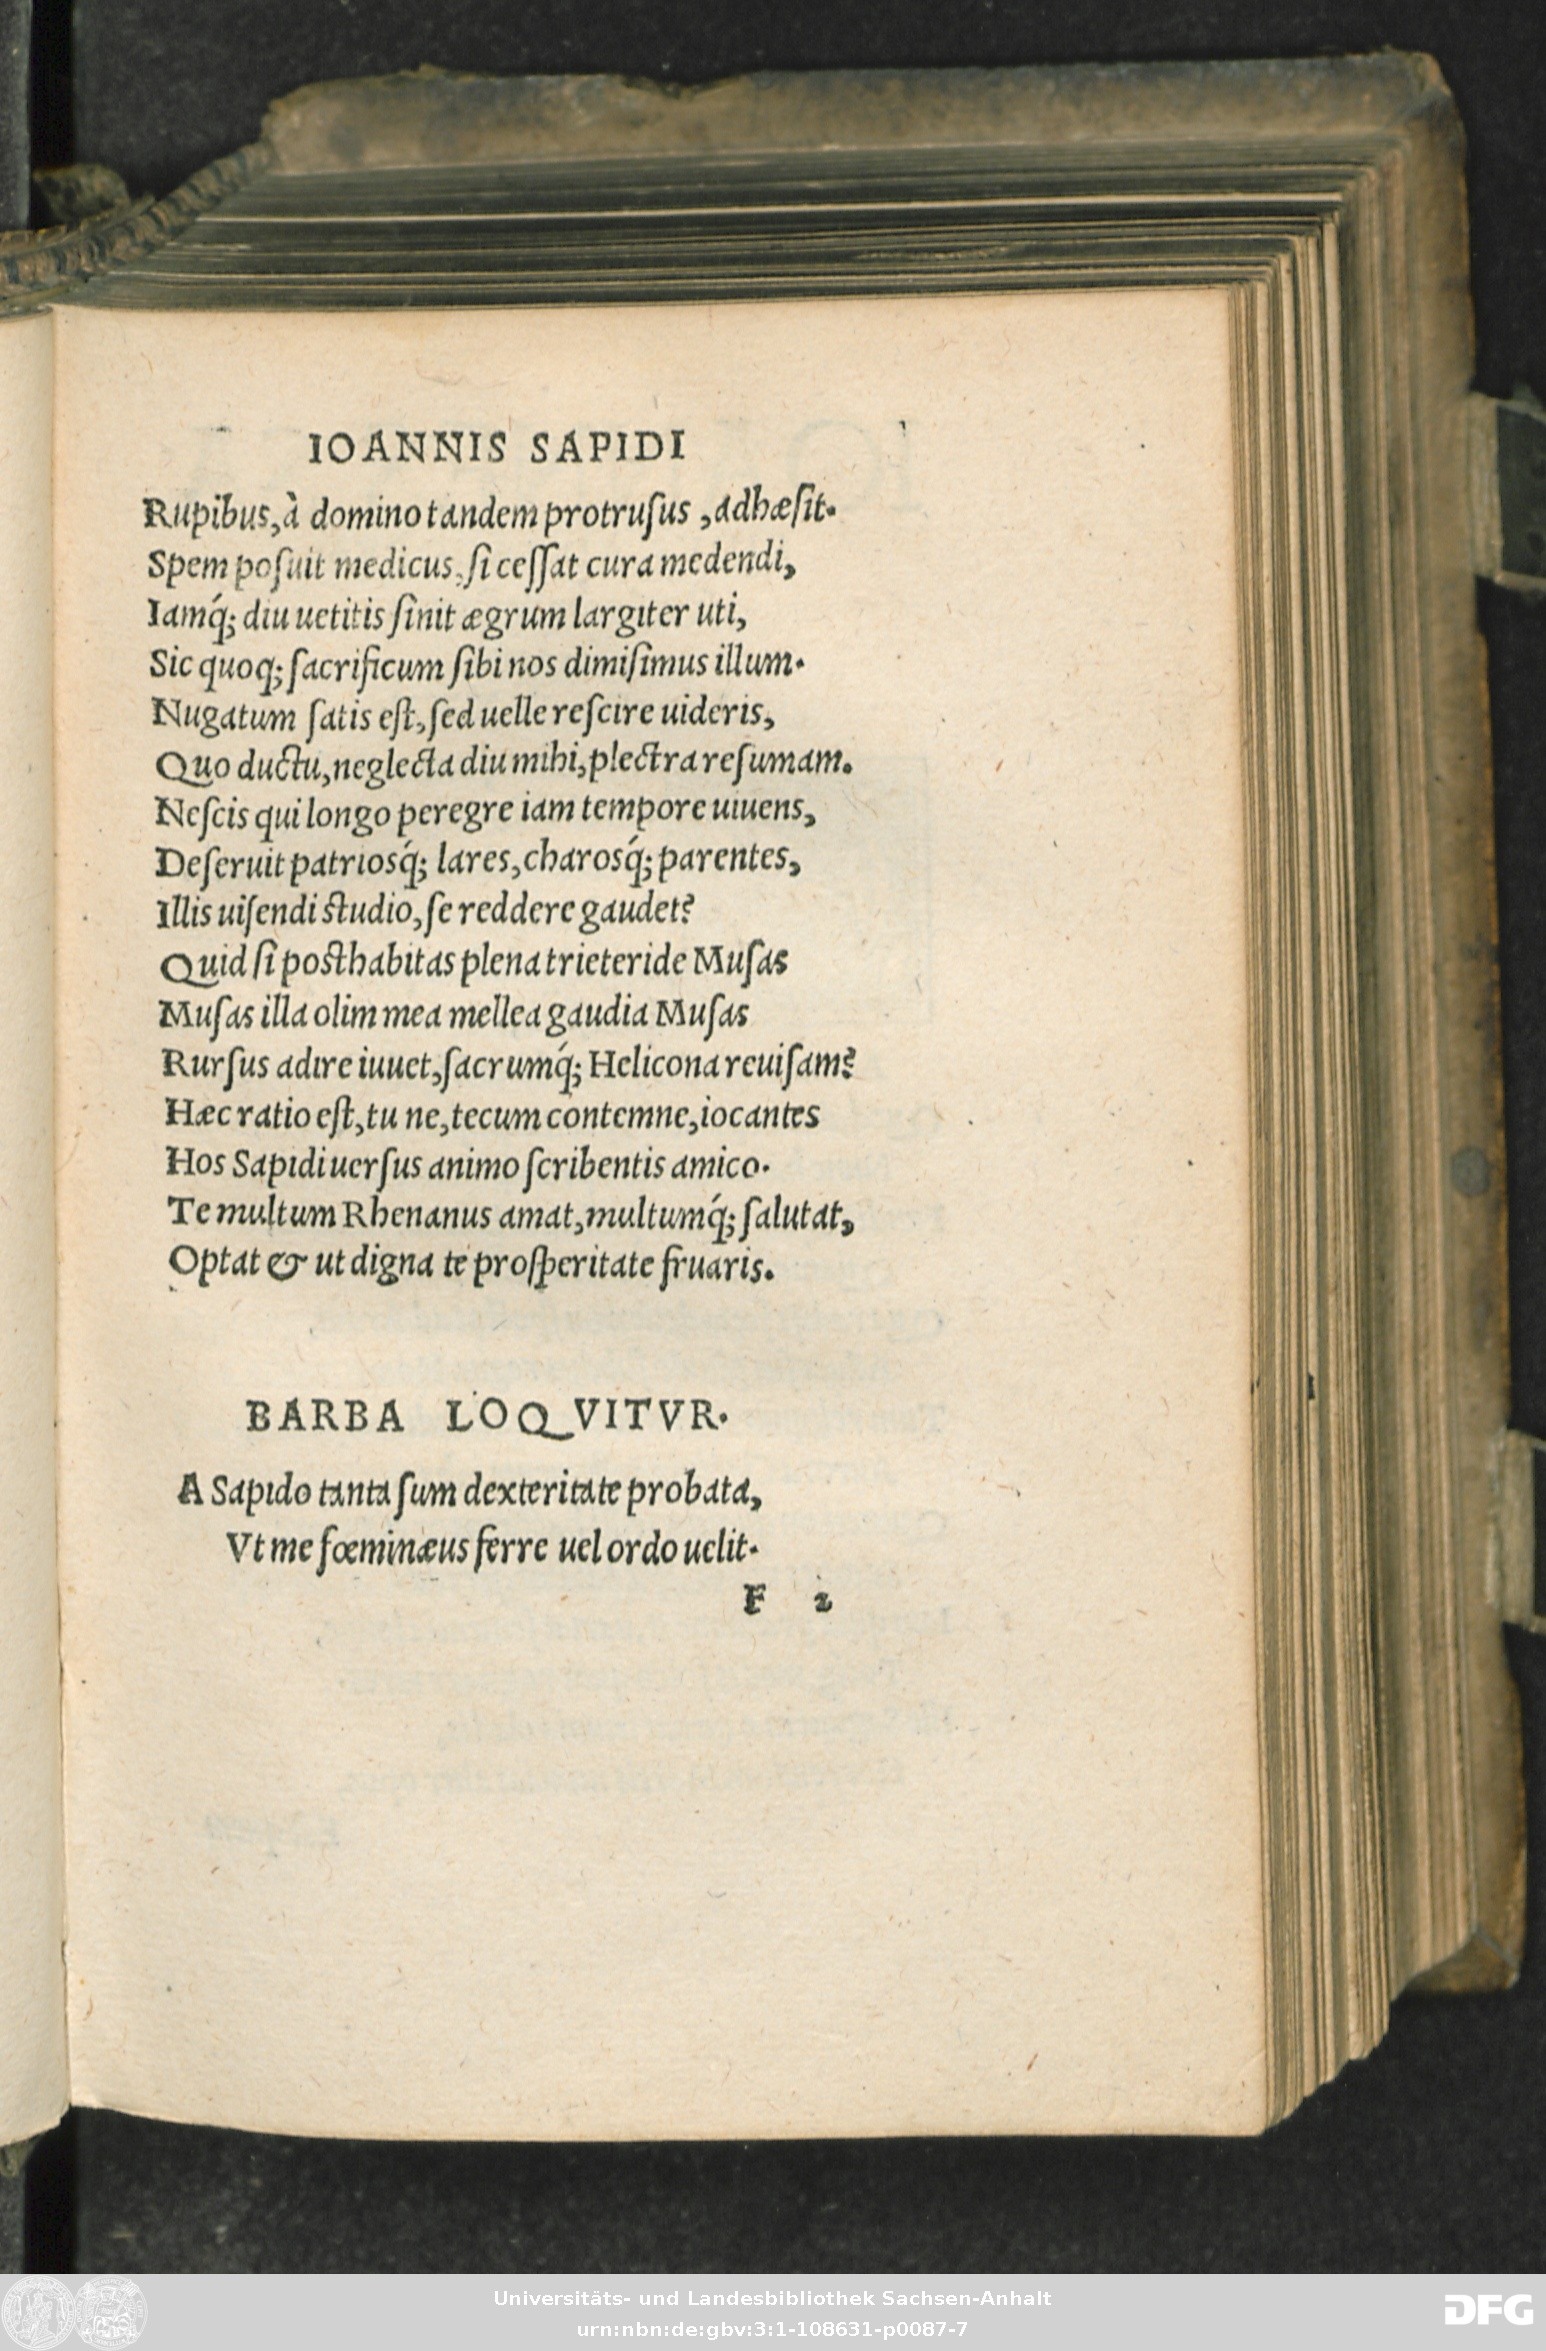 IOANNIS SAPIDI
Rupibus, à domino tandem protruſus, adhæſit.
Spem poſuit medicus, ſi ceſſat cura medendi,
Iamq́; diu uetitis ſinit ægrum largiter uti,
Sic quoq; ſacrificum ſibi nos dimiſimus illum.
Nugatum ſatis eſt, ſed uelle reſcire uideris,
Quo ductu, neglecta diu mihi, plectra reſumam.
Neſcis qui longo peregre iam tempore uiuens,
Deſeruit patriosq́; lares, charosq́; parentes,
Illis uiſendi studio, ſe reddere gaudet?
Quid ſi posthabitas plena trieteride Muſas
Muſas illa olim mea mellea gaudia Muſas
Rurſus adire iuuet, ſacrumq́; Helicona reuiſam?
Hæc ratio eſt, tu ne, tecum contemne, iocantes
Hos Sapidi uerſus animo ſcribentis amico.
Te multum Rhenanus amat, multumq́; ſalutat,
Optat & ut digna te proſperitate fruaris.
BARBA LOQVITVR.
A Sapido tanta ſum dexteritate probata,
Vt me fœminæus ferre uel ordo uelit.
F 2
Universitäts- und Landesbibliothek Sachsen-Anhalt
urn:nbn:de:gbv:3:1-108631-p0087-7
DFG